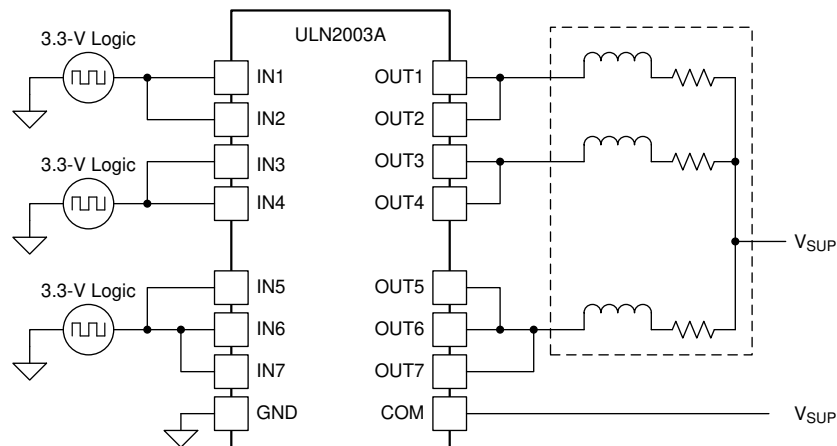 ULN2003A
3.3-V Logic
IN1
OUT1
IN2
OUT2
3.3-V Logic
IN3
OUT3
IN4
OUT4
VSUP
3.3-V Logic
IN5
OUT5
IN6
OUT6
IN7
OUT7
GND
COM
VSUP